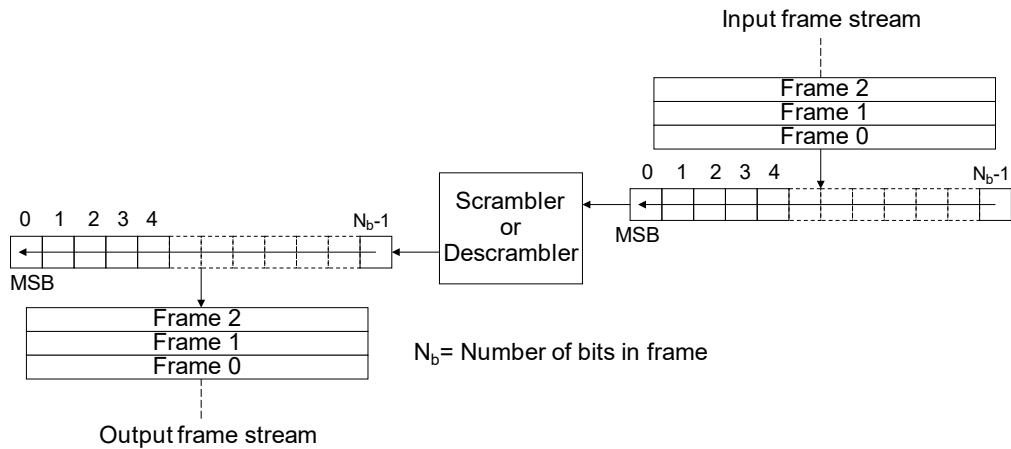 Input frame stream
Frame 2
Frame 1
Frame 0
0 1 2 3 4 Nb-1
MSB
Scrambler
or
Descrambler
0 1 2 3 4 Nb-1
MSB
Frame 2
Frame 1
Frame 0
Nb= Number of bits in frame
Output frame stream